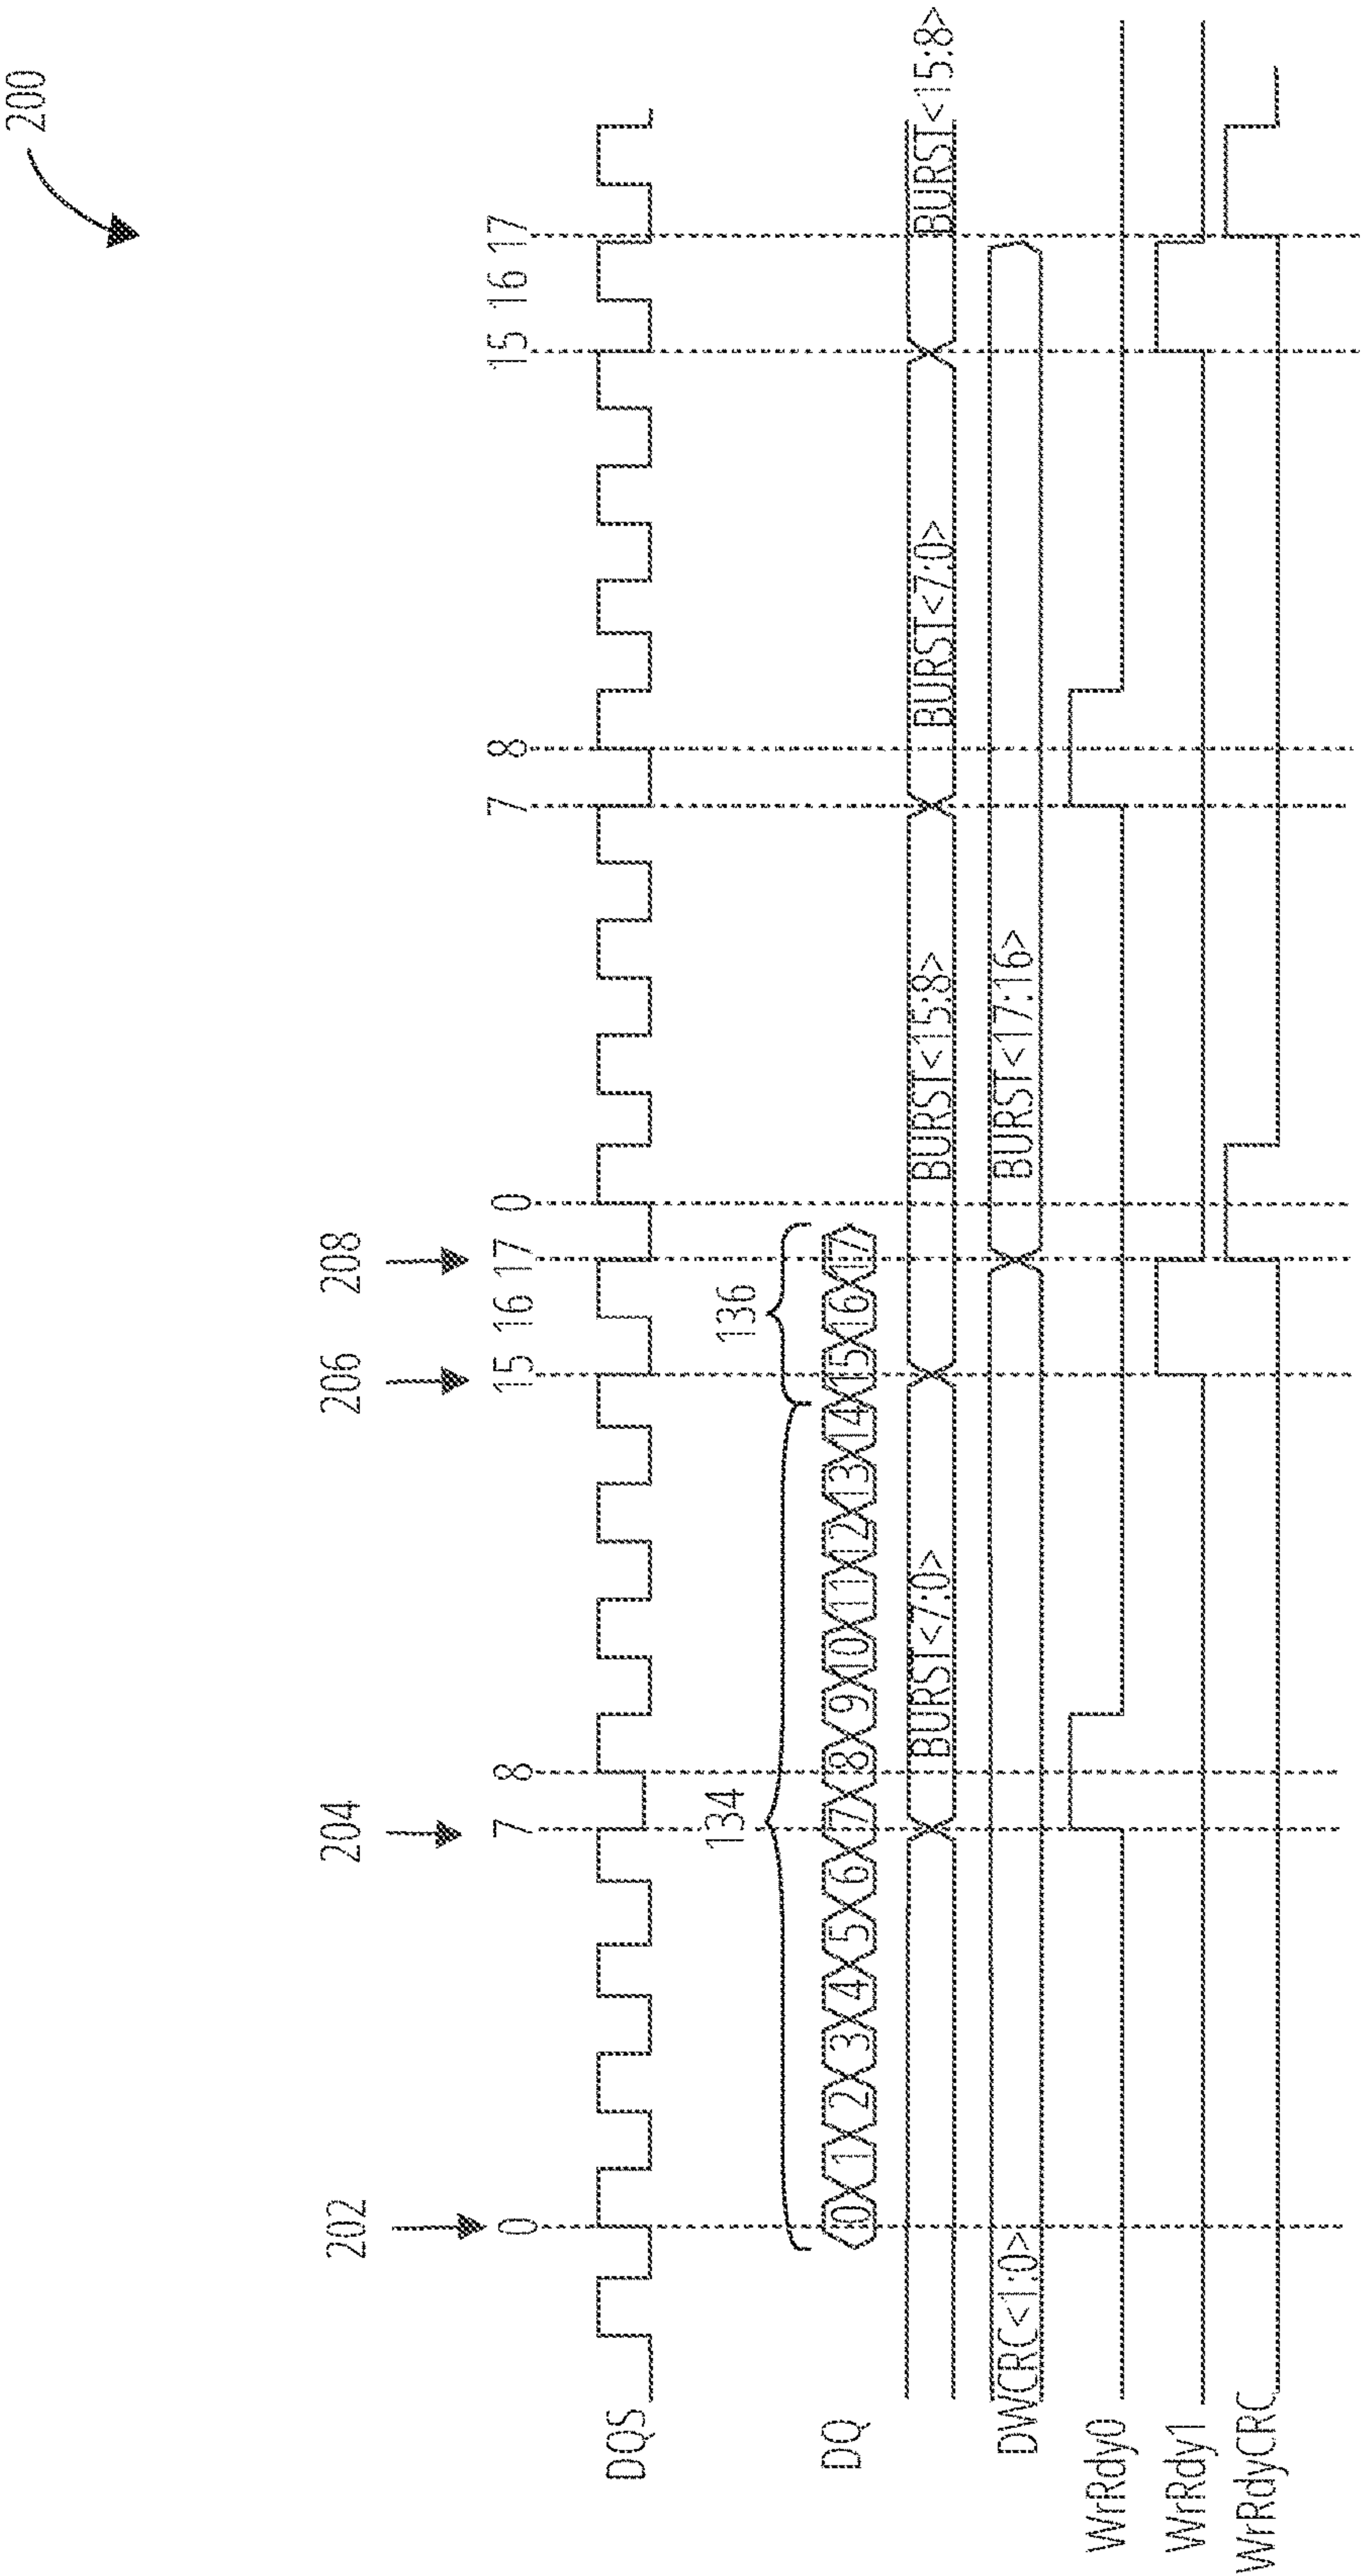 200
202 204 206 208
0 7 8 15 16 17 0 7 8 15 16 17
DQS
134 136
DQ 0 1 2 3 4 5 6 7 8 9 10 11 12 13 14 15 16 17
BURST<7:0> BURST<15:8> BURST<7:0> BURST<15:8>
DWCRC<1:0> BURST<17:16>
WrRdy0
WrRdy1
WrRdyCRC